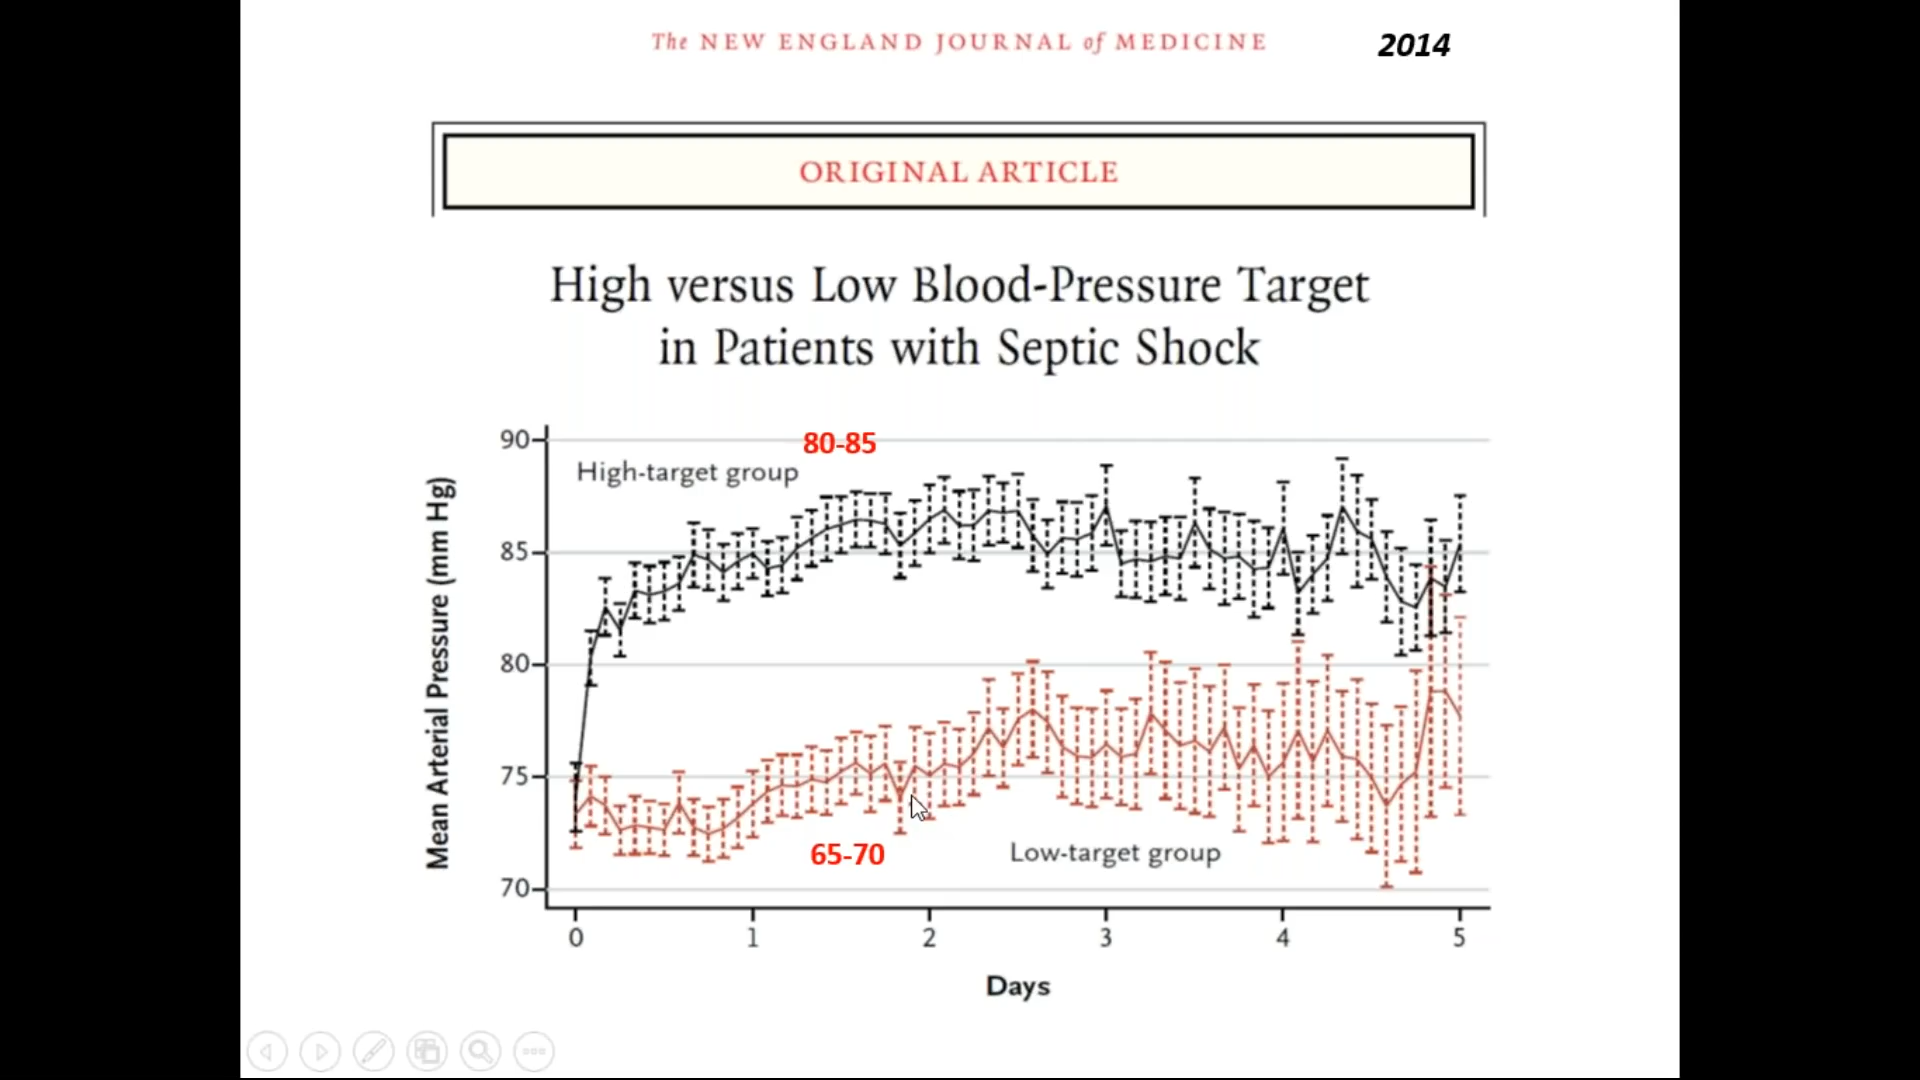 The NEW ENGLAND JOURNAL of MEDICINE 2014
ORIGINAL ARTICLE
High versus Low Blood-Pressure Target
in Patients with Septic Shock
Mean Arterial Pressure (mm Hg)
90
85
80
75
70
80-85
High-target group
65-70
Low-target group
0 1 2 3 4 5
Days